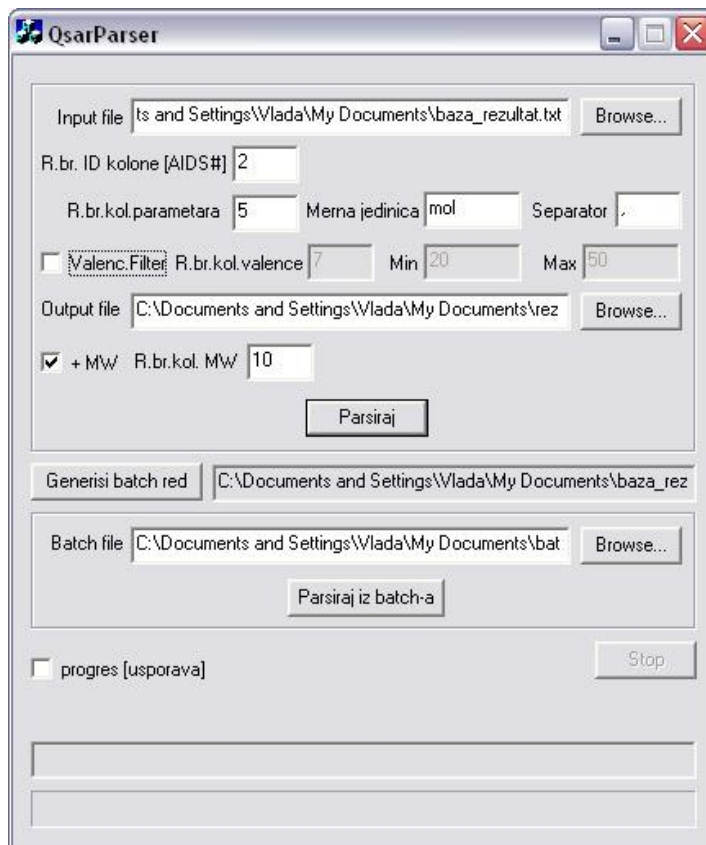 QsarParser
Input file ts and Settings\Vlada\My Documents\baza_rezultat.txt Browse...
R.br. ID kolone [AIDS#] 2
R.br.kol.parametara 5 Merna jedinica mol Separator ,
Valenc.Filter R.br.kol.valence 7 Min 20 Max 50
Output file C:\Documents and Settings\Vlada\My Documents\rez Browse...
+ MW R.br.kol. MW 10
Parsiraj
Generisi batch red C:\Documents and Settings\Vlada\My Documents\baza_rez
Batch file C:\Documents and Settings\Vlada\My Documents\bat Browse...
Parsiraj iz batch-a
progres [usporava] Stop